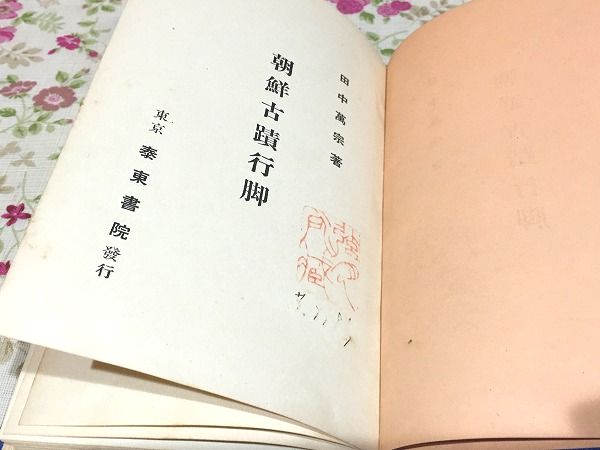 田中萬宗著
朝鮮古蹟行脚
東京 泰東書院發行